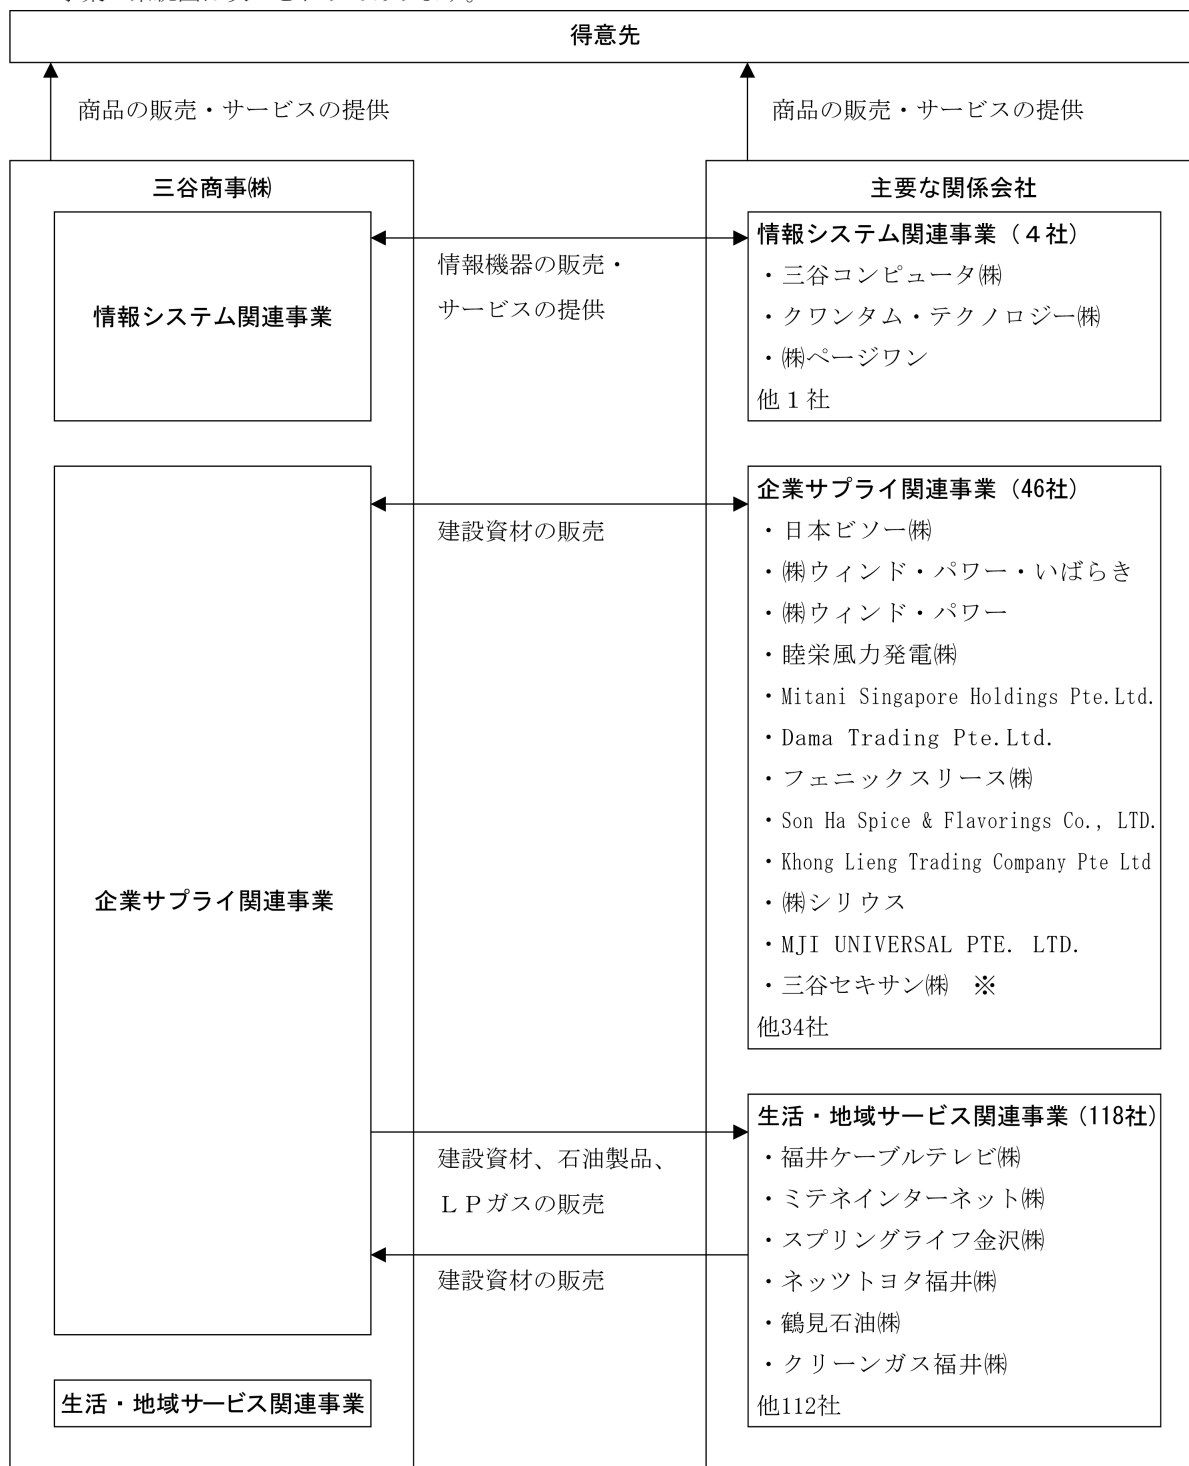 得意先
商品の販売・サービスの提供
商品の販売・サービスの提供
三谷商事㈱
情報システム関連事業
情報機器の販売・
サービスの提供
企業サプライ関連事業
建設資材の販売
建設資材、石油製品、
ＬＰガスの販売
建設資材の販売
生活・地域サービス関連事業
主要な関係会社
情報システム関連事業（４社）
・三谷コンピュータ㈱
・クワンタム・テクノロジー㈱
・㈱ページワン
他１社
企業サプライ関連事業（46社）
・日本ビソー㈱
・㈱ウィンド・パワー・いばらき
・㈱ウィンド・パワー
・睦栄風力発電㈱
・Mitani Singapore Holdings Pte.Ltd.
・Dama Trading Pte.Ltd.
・フェニックスリース㈱
・Son Ha Spice & Flavorings Co., LTD.
・Khong Lieng Trading Company Pte Ltd
・㈱シリウス
・MJI UNIVERSAL PTE. LTD.
・三谷セキサン㈱　※
他34社
生活・地域サービス関連事業（118社）
・福井ケーブルテレビ㈱
・ミテネインターネット㈱
・スプリングライフ金沢㈱
・ネッツトヨタ福井㈱
・鶴見石油㈱
・クリーンガス福井㈱
他112社